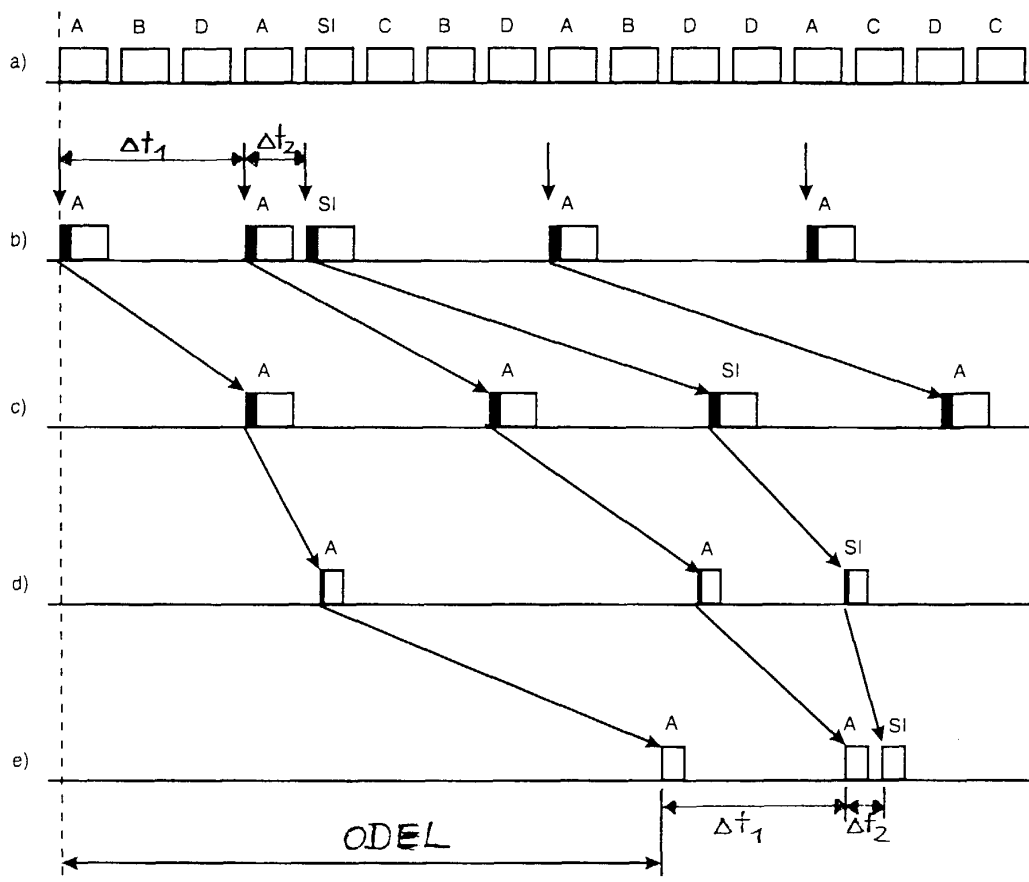 A B D A SI C B D A B D D A C D C
a)
Δt₁ Δt₂
A A SI A A
b)
A A SI A
c)
A A SI
d)
A A SI
e)
Δt₁ Δt₂
ODEL